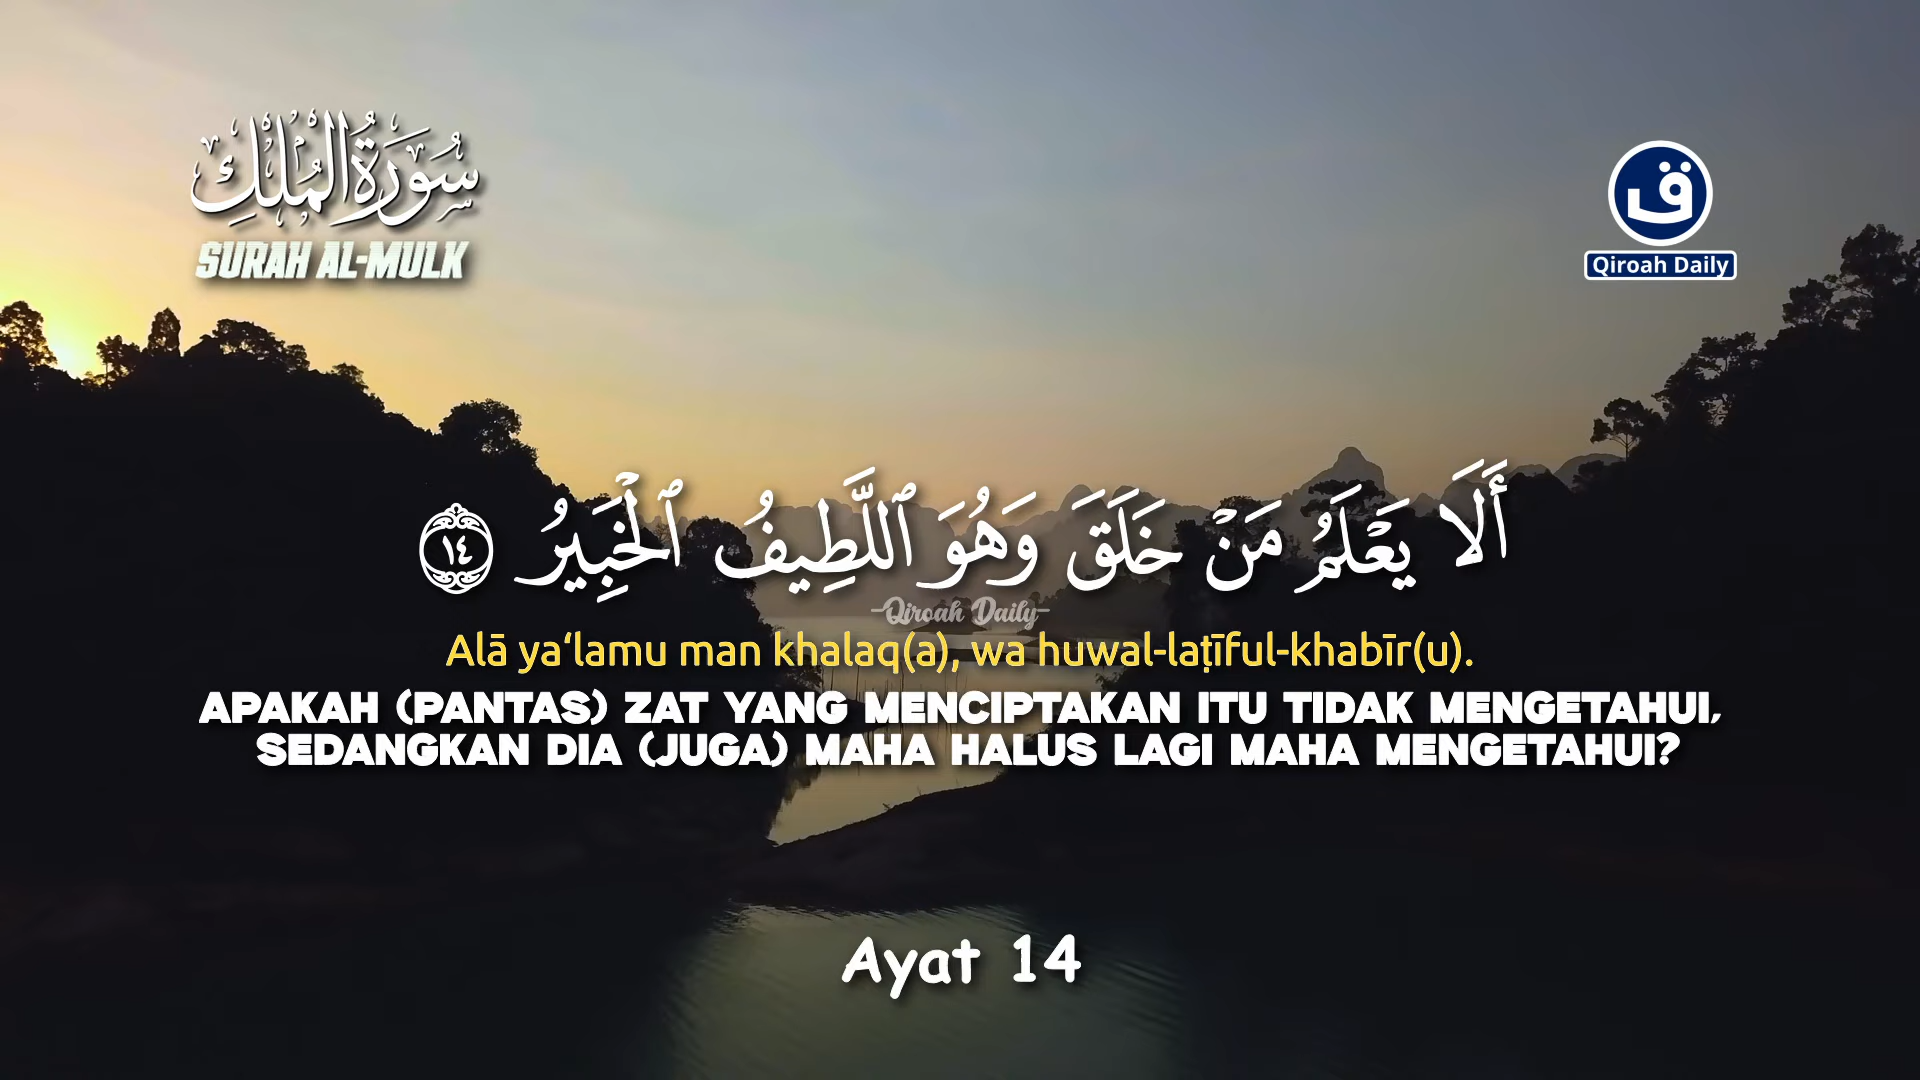 سُورَةُ الْمُلْكِ
SURAH AL-MULK
ق
Qiroah Daily
أَلَا يَعْلَمُ مَنْ خَلَقَ وَهُوَ ٱللَّطِيفُ ٱلْخَبِيرُ ١٤
-Qiroah Daily-
Alā ya‘lamu man khalaq(a), wa huwal-laṭīful-khabīr(u).
APAKAH (PANTAS) ZAT YANG MENCIPTAKAN ITU TIDAK MENGETAHUI,
SEDANGKAN DIA (JUGA) MAHA HALUS LAGI MAHA MENGETAHUI?
Ayat 14